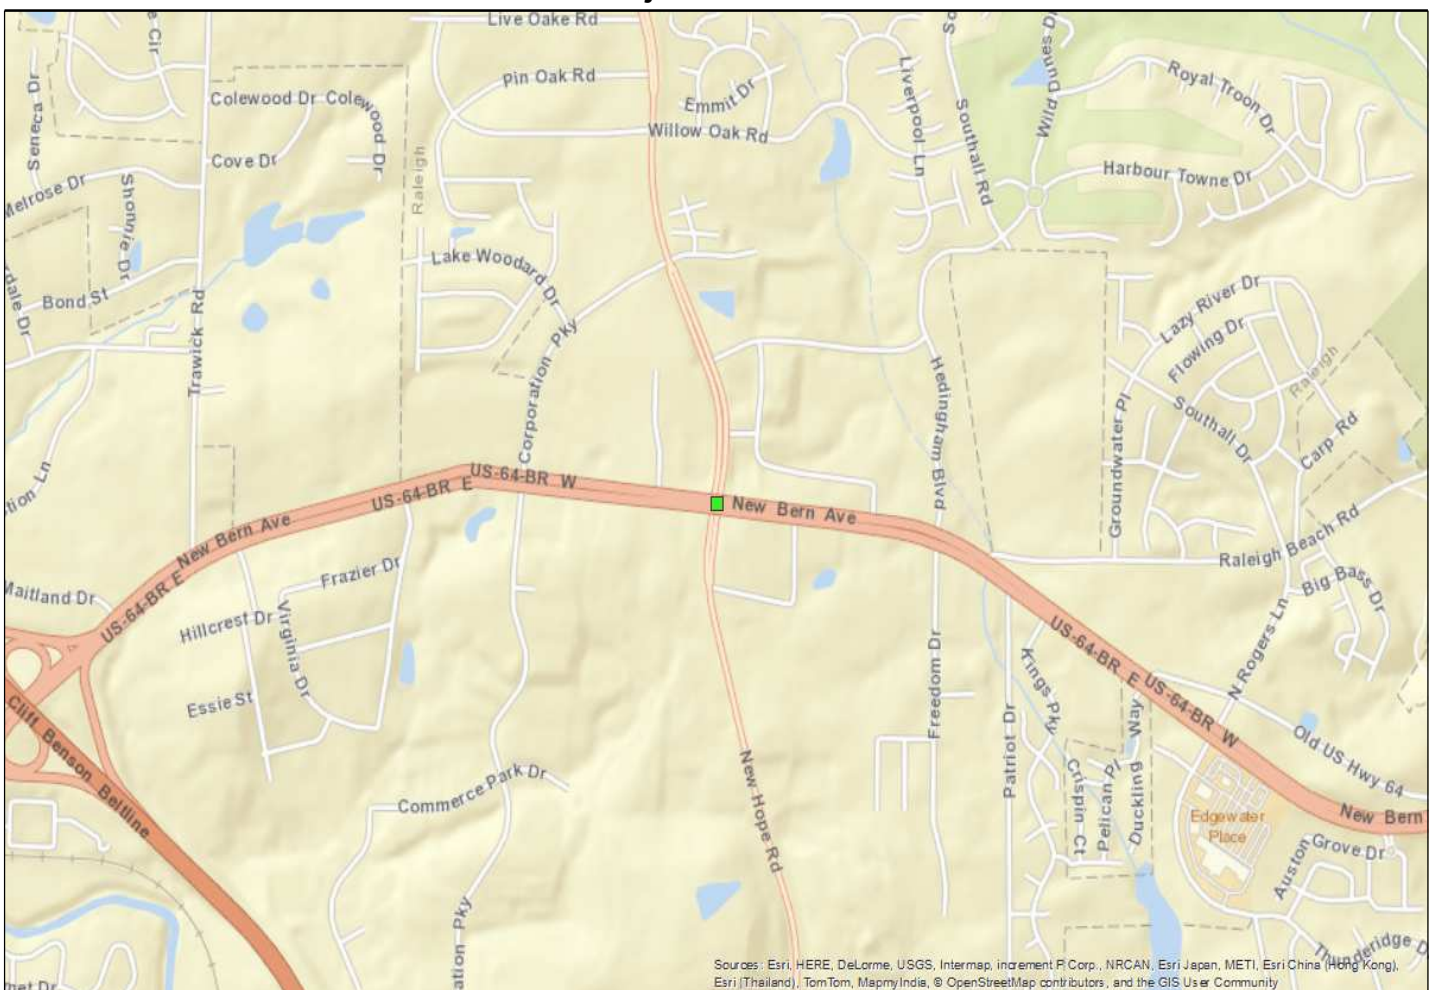 Live Oake Rd
Pin Oak Rd
Emmit Dr
Willow Oak Rd
Liverpool Ln
Southall Rd
Royal Troon Dr
Harbour Towne Dr
Seneca Dr
e Cir
Colewood Dr
Colewood Dr
Cove Dr
Melrose Dr
Shonnie Dr
Raleigh
Lake Woodard Dr
Bond St
rdale Dr
Trawick Rd
Corporation Pky
Hedingham Blvd
Lazy River Dr
Flowing Dr
Raleigh
Southall Dr
Carp Rd
Groundwater Pl
tion Ln
US-64-BR W
US-64-BR E
New Bern Ave
New Bern Ave
US-64-BR E
Raleigh Beach Rd
Big Bass Dr
Maitland Dr
Frazier Dr
Hillcrest Dr
Virginia Dr
Essie St
Cliff Benson Beltline
Commerce Park Dr
New Hope Rd
Freedom Dr
Patriot Dr
Kings Pky
US-64-BR E
US-64-BR W
N Rogers Ln
Old US Hwy 64
New Bern
Crispin Ct
Pelican Pl
Duckling Way
Edgewater
Place
Auston
Grove Dr
Thunderidge D
ation Pky
Sources: Esri, HERE, DeLorme, USGS, Intermap, increment P Corp., NRCAN, Esri Japan, METI, Esri China (Hong Kong),
Esri (Thailand), TomTom, MapmyIndia, © OpenStreetMap contributors, and the GIS User Community